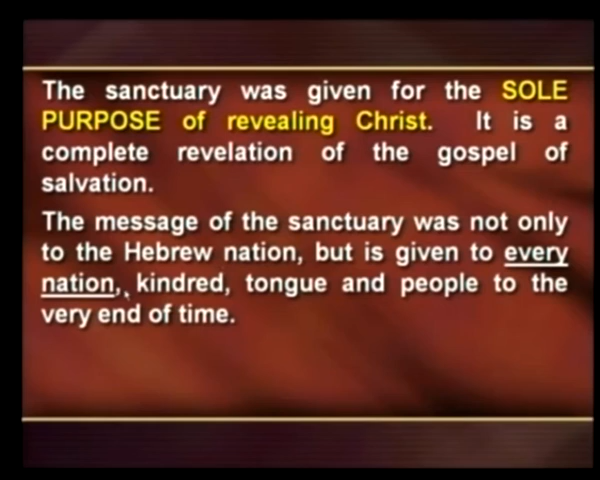 The sanctuary was given for the SOLE
PURPOSE of revealing Christ. It is a
complete revelation of the gospel of
salvation.
The message of the sanctuary was not only
to the Hebrew nation, but is given to every
nation,, kindred, tongue and people to the
very end of time.